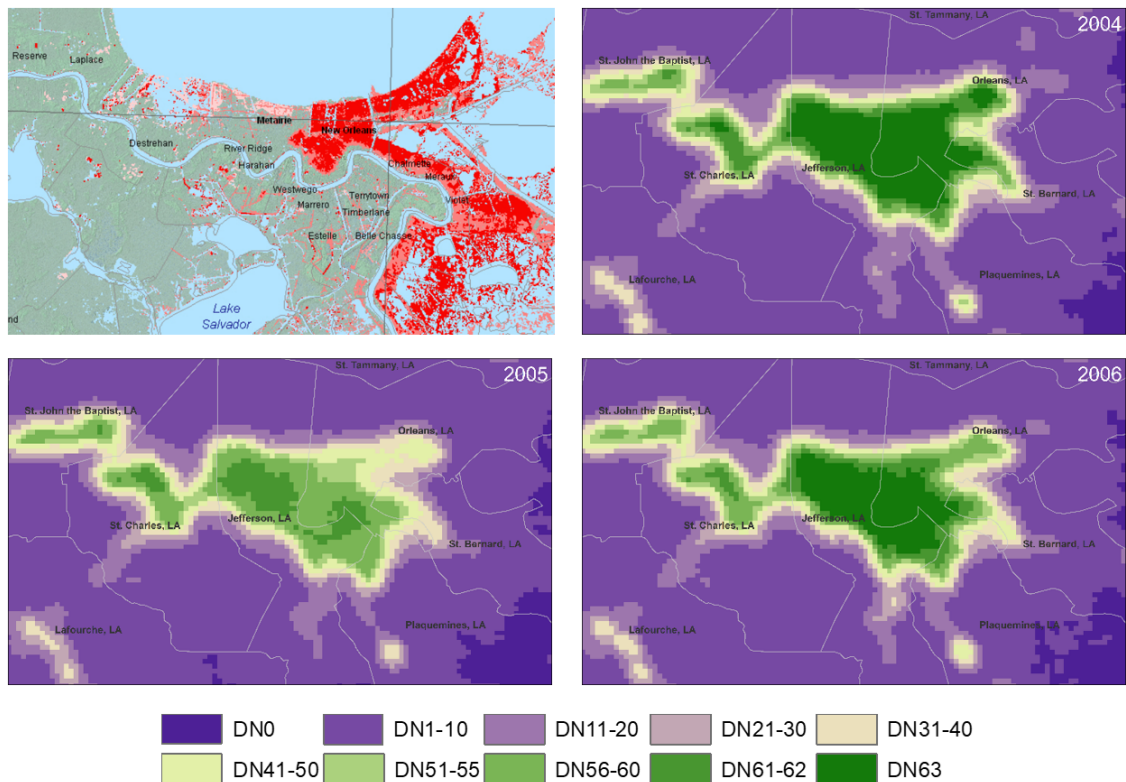 Reserve
Laplace
Metairie
New Orleans
Destrehan
River Ridge
Harahan
Chalmette
Meraux
Westwego
Marrero
Terrytown
Timberlane
Violet
Estelle
Belle Chasse
Lake
Salvador
nd
St. Tammany, LA
2004
St. John the Baptist, LA
Orleans, LA
Jefferson, LA
St. Charles, LA
St. Bernard, LA
Lafourche, LA
Plaquemines, LA
St. Tammany, LA
2005
St. John the Baptist, LA
Orleans, LA
Jefferson, LA
St. Charles, LA
St. Bernard, LA
Lafourche, LA
Plaquemines, LA
St. Tammany, LA
2006
St. John the Baptist, LA
Orleans, LA
Jefferson, LA
St. Charles, LA
St. Bernard, LA
Lafourche, LA
Plaquemines, LA
DN0 DN1-10 DN11-20 DN21-30 DN31-40
DN41-50 DN51-55 DN56-60 DN61-62 DN63